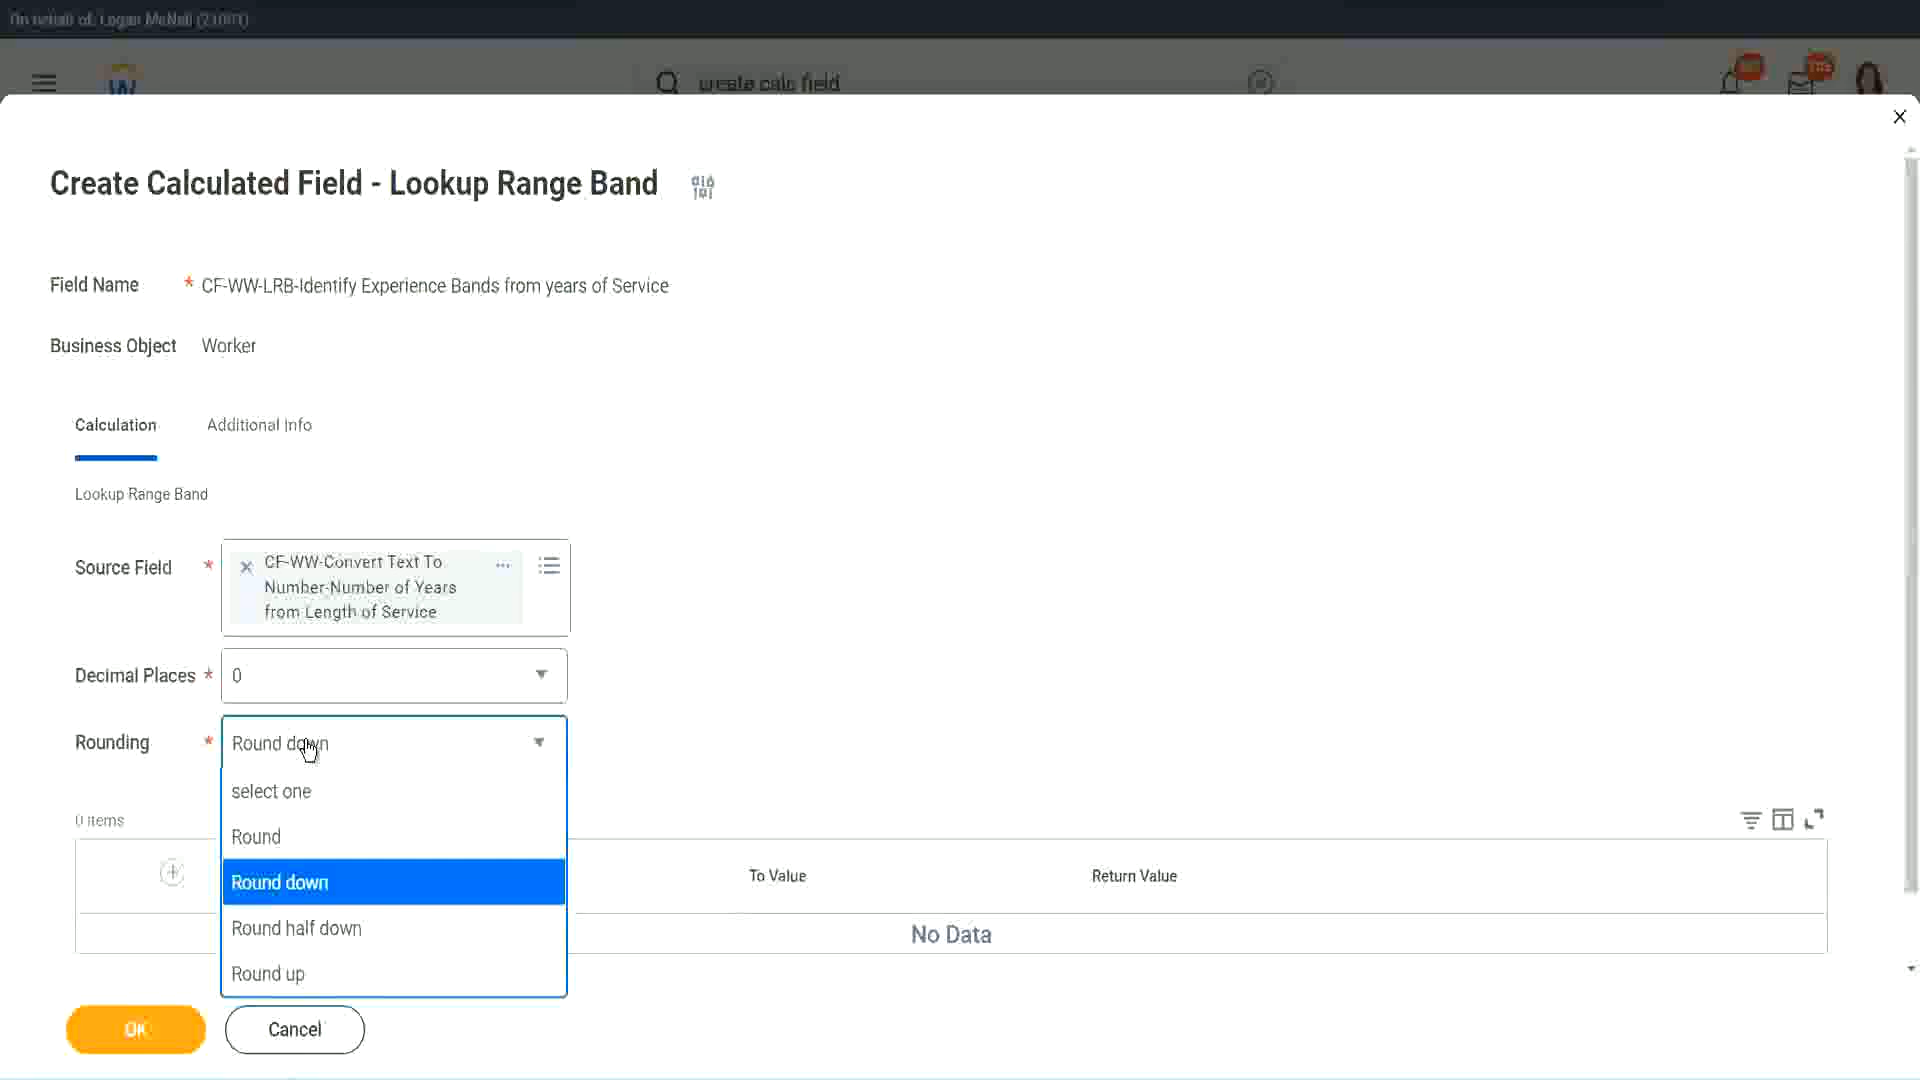 On behalf of: Logan McNeil (21001)
create calc field
Create Calculated Field - Lookup Range Band
Field Name * CF-WW-LRB-Identify Experience Bands from years of Service
Business Object Worker
Calculation Additional Info
Lookup Range Band
Source Field * CF-WW-Convert Text To
Number-Number of Years
from Length of Service
Decimal Places * 0
Rounding * Round down
select one
Round
Round down
Round half down
Round up
0 items
To Value Return Value
No Data
OK Cancel